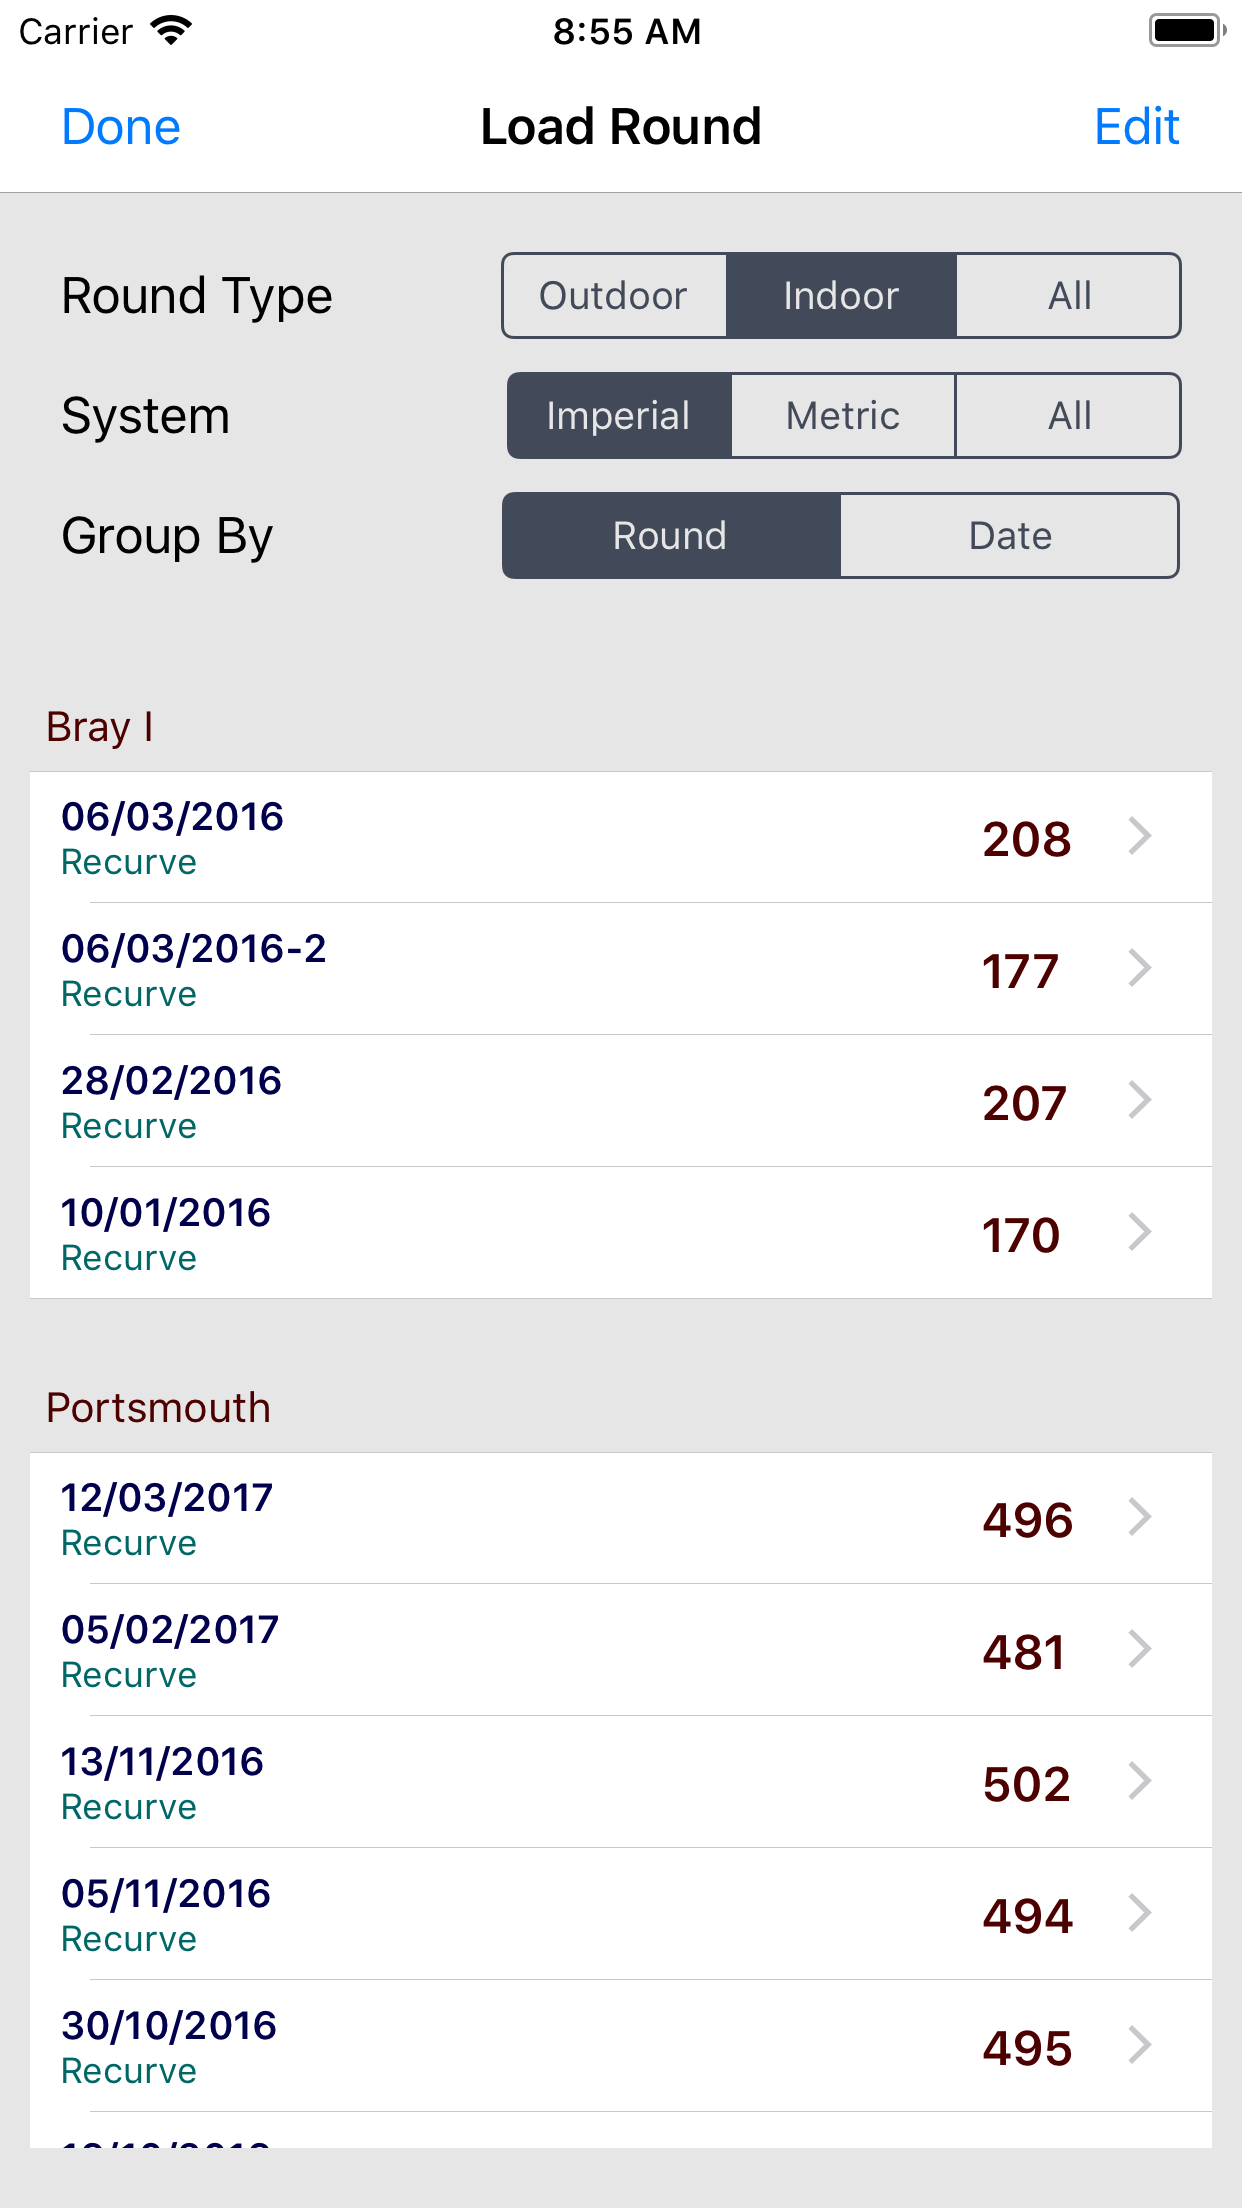 Carrier 8:55 AM
Done Load Round Edit
Round Type Outdoor Indoor All
System Imperial Metric All
Group By Round Date
Bray I
06/03/2016
Recurve
208
06/03/2016-2
Recurve
177
28/02/2016
Recurve
207
10/01/2016
Recurve
170
Portsmouth
12/03/2017
Recurve
496
05/02/2017
Recurve
481
13/11/2016
Recurve
502
05/11/2016
Recurve
494
30/10/2016
Recurve
495